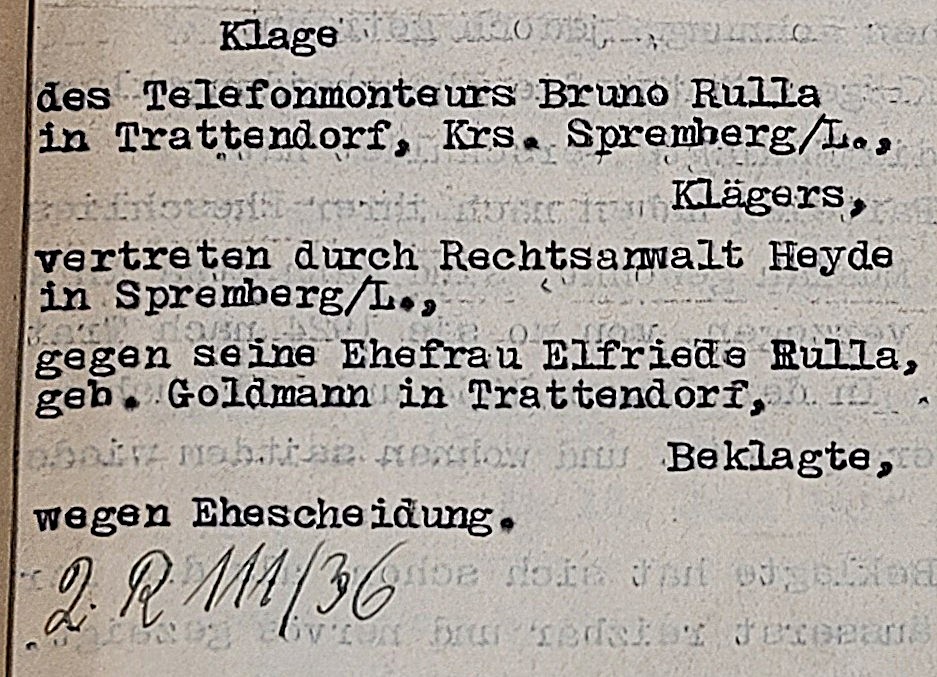 Klage
des Telefonmonteurs Bruno Rulla
in Trattendorf, Krs. Spremberg/L.,
Klägers,
vertreten durch Rechtsanwalt Heyde
in Spremberg/L.,
gegen seine Ehefrau Elfriede Rulla,
geb. Goldmann in Trattendorf,
Beklagte,
wegen Ehescheidung.
2. R 111/36